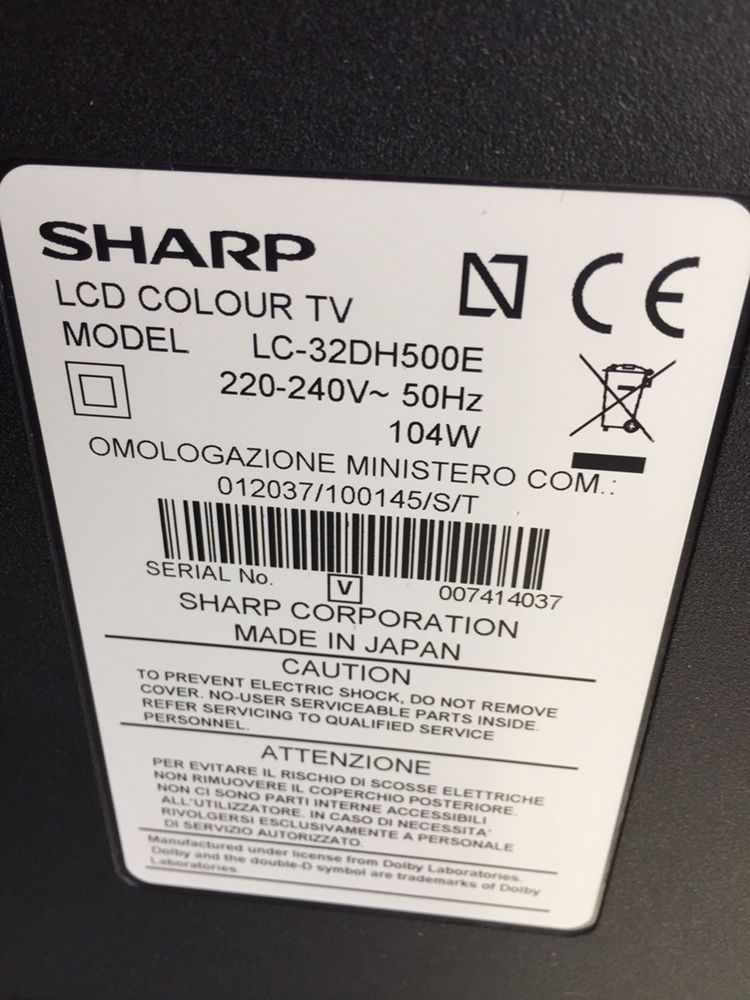 SHARP
LCD COLOUR TV
MODEL LC-32DH500E
220-240V~ 50Hz
104W
OMOLOGAZIONE MINISTERO COM.:
012037/100145/S/T
SERIAL No. V 007414037
SHARP CORPORATION
MADE IN JAPAN
CAUTION
TO PREVENT ELECTRIC SHOCK, DO NOT REMOVE
COVER. NO-USER SERVICEABLE PARTS INSIDE.
REFER SERVICING TO QUALIFIED SERVICE
PERSONNEL.
ATTENZIONE
PER EVITARE IL RISCHIO DI SCOSSE ELETTRICHE
NON RIMUOVERE IL COPERCHIO POSTERIORE.
NON CI SONO PARTI INTERNE ACCESSIBILI
ALL'UTILIZZATORE. IN CASO DI NECESSITA'
RIVOLGERSI ESCLUSIVAMENTE A PERSONALE
DI SERVIZIO AUTORIZZATO.
Manufactured under license from Dolby Laboratories.
Dolby and the double-D symbol are trademarks of Dolby
Laboratories.